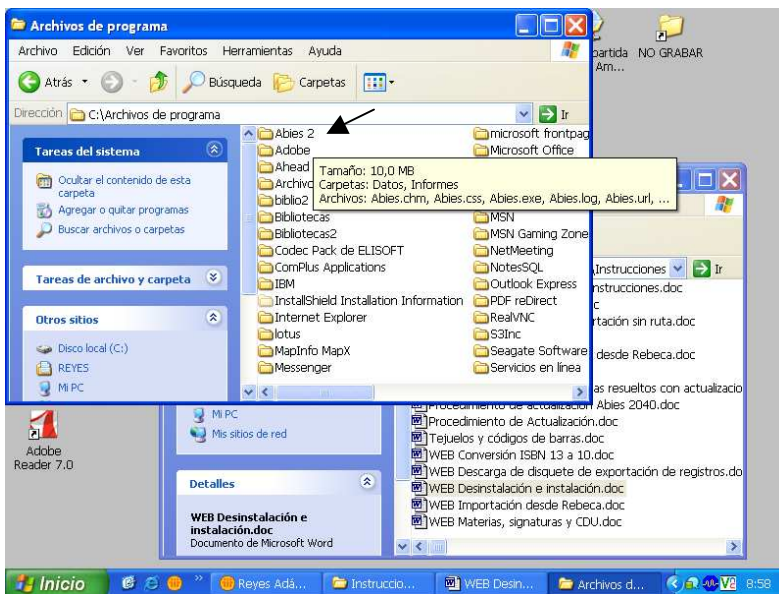 Archivos de programa
Archivo Edición Ver Favoritos Herramientas Ayuda
Atrás Búsqueda Carpetas
Dirección C:\Archivos de programa Ir
Tareas del sistema
Ocultar el contenido de esta
carpeta
Agregar o quitar programas
Buscar archivos o carpetas
Tareas de archivo y carpeta
Otros sitios
Disco local (C:)
REYES
Mi PC
Abies 2
Adobe
Ahead
Archivo
biblio2
Bibliotecas
Bibliotecas2
Codec Pack de ELISOFT
ComPlus Applications
IBM
InstallShield Installation Information
Internet Explorer
lotus
MapInfo MapX
Messenger
microsoft frontpag
Microsoft Office
MSN
MSN Gaming Zone
NetMeeting
NotesSQL
Outlook Express
PDF reDirect
RealVNC
S3Inc
Seagate Software
Servicios en línea
Tamaño: 10,0 MB
Carpetas: Datos, Informes
Archivos: Abies.chm, Abies.css, Abies.exe, Abies.log, Abies.url, ...
partida
Am...
NO GRABAR
\Instrucciones Ir
nstrucciones.doc
c
rtación sin ruta.doc
desde Rebeca.doc
as resueltos con actualizacio
Procedimiento de actualización Abies 2040.doc
Procedimiento de Actualización.doc
Tejuelos y códigos de barras.doc
WEB Conversión ISBN 13 a 10.doc
WEB Descarga de disquete de exportación de registros.do
WEB Desinstalación e instalación.doc
WEB Importación desde Rebeca.doc
WEB Materias, signaturas y CDU.doc
Mi PC
Mis sitios de red
Detalles
WEB Desinstalación e
instalación.doc
Documento de Microsoft Word
Adobe
Reader 7.0
Inicio » Reyes Adá... Instruccio... WEB Desin... Archivos d... V2 8:58